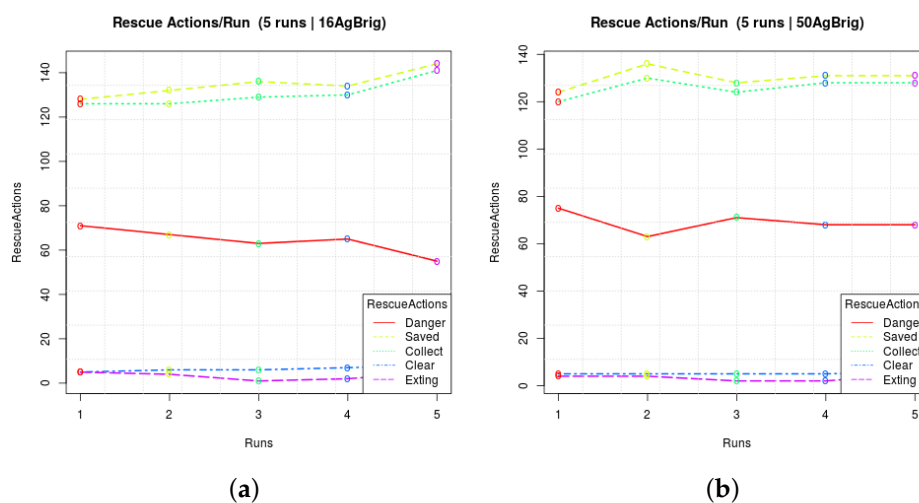 Rescue Actions/Run (5 runs | 16AgBrig)
RescueActions
140
120
100
80
60
40
20
0
1 2 3 4 5
Runs
RescueActions
Danger
Saved
Collect
Clear
Exting
(a)
Rescue Actions/Run (5 runs | 50AgBrig)
RescueActions
140
120
100
80
60
40
20
0
1 2 3 4 5
Runs
RescueAction
Danger
Saved
Collect
Clear
Exting
(b)